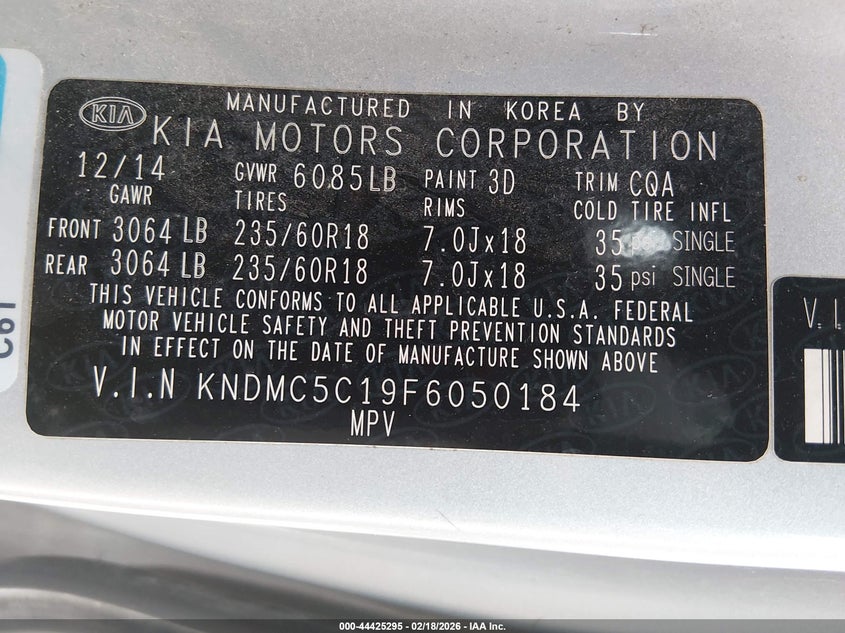 MANUFACTURED IN KOREA BY
KIA KIA MOTORS CORPORATION
12/14 GVWR 6085LB PAINT 3D TRIM CQA
GAWR TIRES RIMS COLD TIRE INFL
FRONT 3064 LB 235/60R18 7.0Jx18 35 psi SINGLE
REAR 3064 LB 235/60R18 7.0Jx18 35 psi SINGLE
THIS VEHICLE CONFORMS TO ALL APPLICABLE U.S.A. FEDERAL
MOTOR VEHICLE SAFETY AND THEFT PREVENTION STANDARDS
IN EFFECT ON THE DATE OF MANUFACTURE SHOWN ABOVE
V.I.N KNDMC5C19F6050184
MPV
C61
V.I.
000-44425295 - 02/18/2026 - IAA Inc.